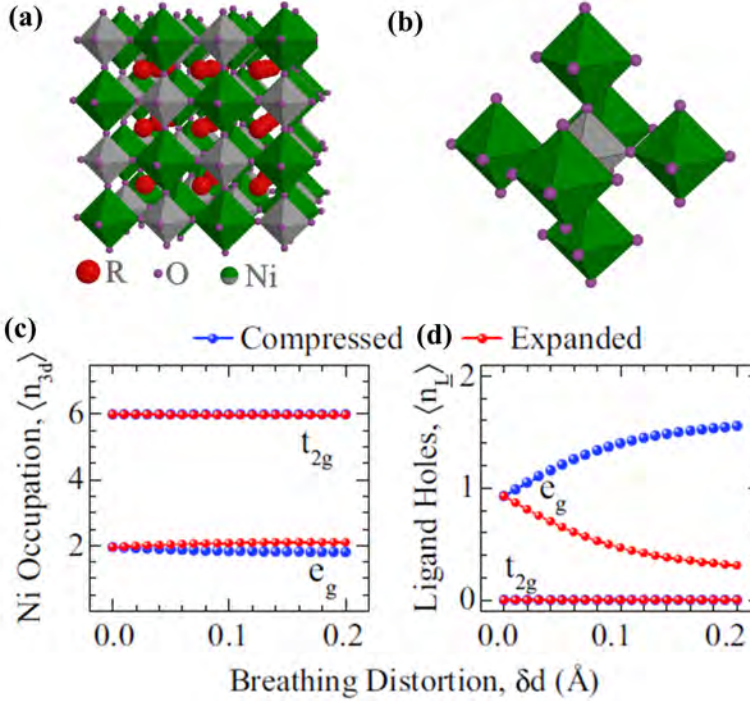 (a)
(b)
R O Ni
(c) Compressed (d) Expanded
Ni Occupation, ⟨n3d⟩
6
4
2
t2g
eg
0.0 0.1 0.2
Ligand Holes, ⟨nL̲⟩
2
1
0
eg
t2g
0.0 0.1 0.2
Breathing Distortion, δd (Å)